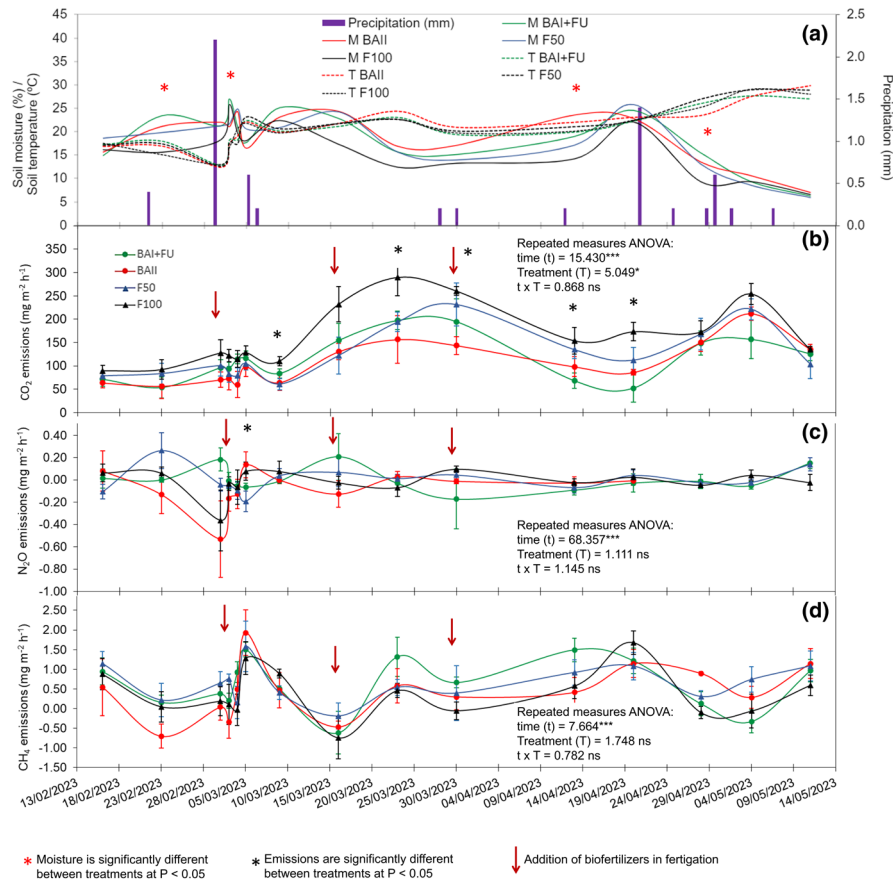 Precipitation (mm)
M BAI+FU
M BAII
M F50
M F100
T BAI+FU
T BAII
T F50
T F100
(a)
Soil moisture (%) /
Soil temperature (°C)
45
40
35
30
25
20
15
10
5
0
2.5
2.0
1.5
1.0
0.5
0.0
Precpitation (mm)
(b)
BAI+FU
BAII
F50
F100
Repeated measures ANOVA:
time (t) = 15.430***
Treatment (T) = 5.049*
t x T = 0.868 ns
CO₂ emissions (mg m⁻² h⁻¹)
350
300
250
200
150
100
50
0
(c)
Repeated measures ANOVA:
time (t) = 68.357***
Treatment (T) = 1.111 ns
t x T = 1.145 ns
N₂O emissions (mg m⁻² h⁻¹)
0.40
0.20
0.00
-0.20
-0.40
-0.60
-0.80
-1.00
(d)
Repeated measures ANOVA:
time (t) = 7.664***
Treatment (T) = 1.748 ns
t x T = 0.782 ns
CH₄ emissions (mg m⁻² h⁻¹)
2.50
2.00
1.50
1.00
0.50
0.00
-0.50
-1.00
-1.50
13/02/2023
18/02/2023
23/02/2023
28/02/2023
05/03/2023
10/03/2023
15/03/2023
20/03/2023
25/03/2023
30/03/2023
04/04/2023
09/04/2023
14/04/2023
19/04/2023
24/04/2023
29/04/2023
04/05/2023
09/05/2023
14/05/2023
* Moisture is significantly different
between treatments at P < 0.05
* Emissions are significantly different
between treatments at P < 0.05
Addition of biofertilizers in fertigation